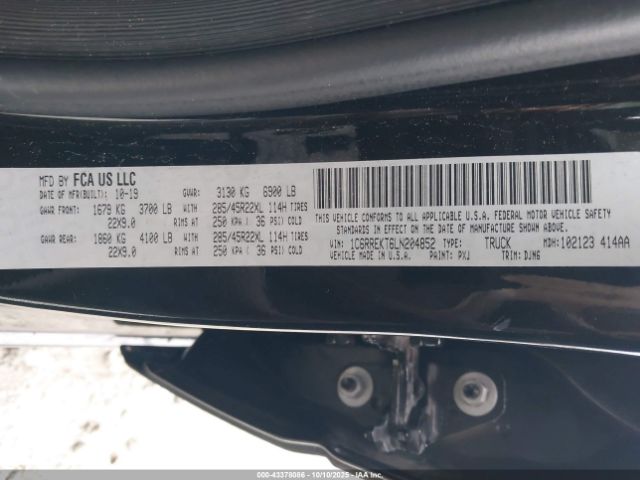 MFD BY FCA US LLC
DATE OF MFR(BUILT): 10-19 GVWR: 3130 KG 6900 LB
GAWR FRONT: 1679 KG 3700 LB WITH 285/45R22XL 114H TIRES
22X9.0 RIMS AT 250 KPA ( 36 PSI) COLD
GAWR REAR: 1860 KG 4100 LB WITH 285/45R22XL 114H TIRES
22X9.0 RIMS AT 250 KPA ( 36 PSI) COLD
THIS VEHICLE CONFORMS TO ALL APPLICABLE U.S.A. FEDERAL MOTOR VEHICLE SAFETY
STANDARDS IN EFFECT ON THE DATE OF MANUFACTURE SHOWN ABOVE.
VIN: 1C6RREKT6LN204852 TYPE: TRUCK MDH:102123 414AA
VEHICLE MADE IN U.S.A. PAINT: PXJ TRIM: DJN6
000-43378086 - 10/10/2025 - IAAI.com